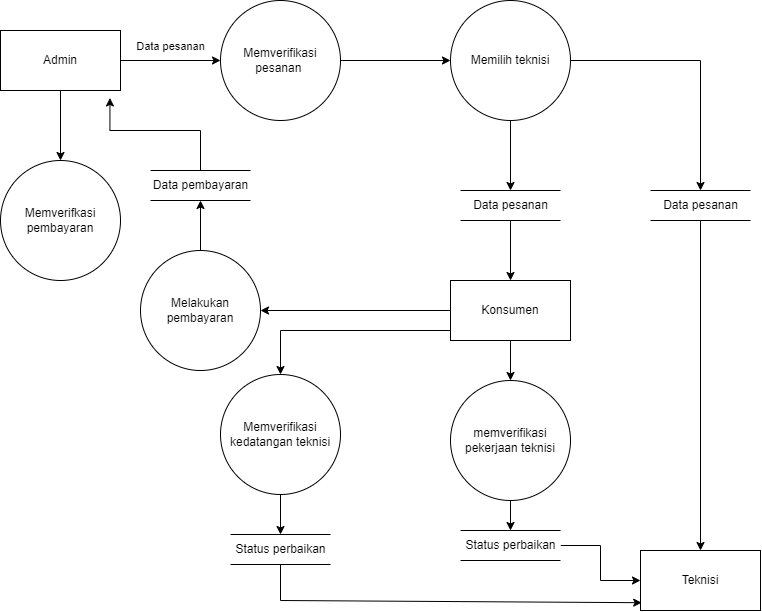 Admin
Data pesanan
Memverifikasi
pesanan
Memilih teknisi
Memverifkasi
pembayaran
Data pembayaran
Data pesanan
Data pesanan
Melakukan
pembayaran
Konsumen
Memverifikasi
kedatangan teknisi
memverifikasi
pekerjaan teknisi
Status perbaikan
Status perbaikan
Teknisi